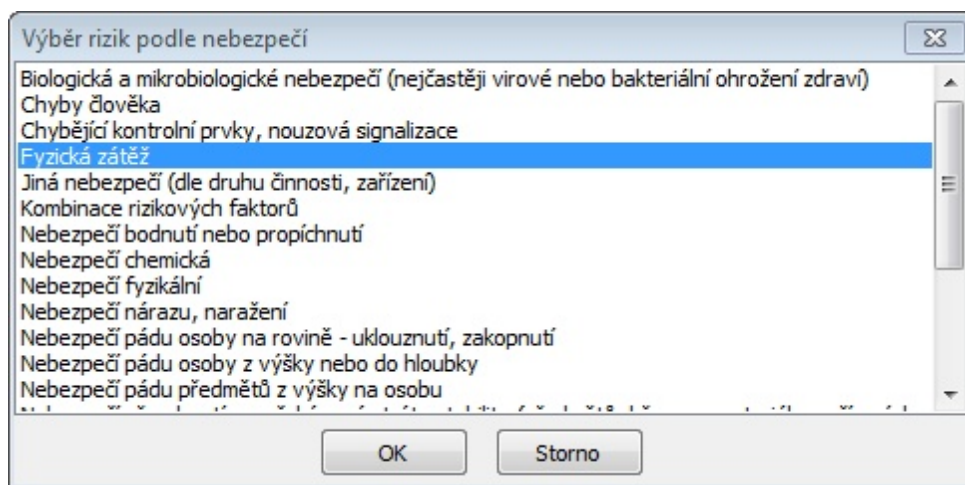 Výběr rizik podle nebezpečí
Biologická a mikrobiologické nebezpečí (nejčastěji virové nebo bakteriální ohrožení zdraví)
Chyby člověka
Chybějící kontrolní prvky, nouzová signalizace
Fyzická zátěž
Jiná nebezpečí (dle druhu činnosti, zařízení)
Kombinace rizikových faktorů
Nebezpečí bodnutí nebo propíchnutí
Nebezpečí chemická
Nebezpečí fyzikální
Nebezpečí nárazu, naražení
Nebezpečí pádu osoby na rovině - uklouznutí, zakopnutí
Nebezpečí pádu osoby z výšky nebo do hloubky
Nebezpečí pádu předmětů z výšky na osobu
OK
Storno